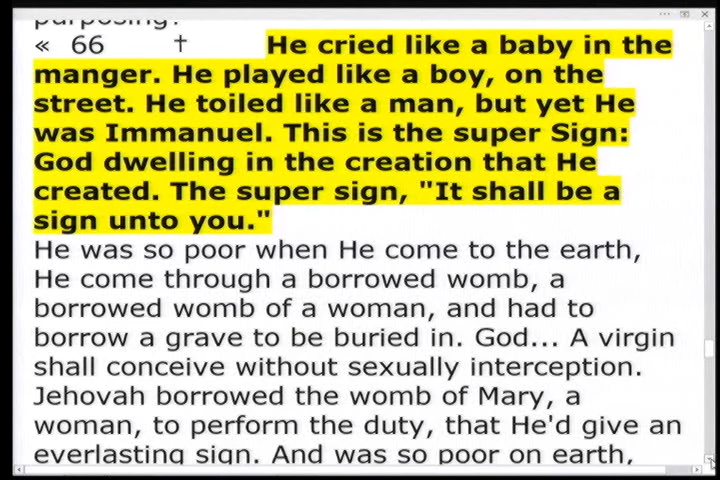 purposing?
« 66 † He cried like a baby in the
manger. He played like a boy, on the
street. He toiled like a man, but yet He
was Immanuel. This is the super Sign:
God dwelling in the creation that He
created. The super sign, "It shall be a
sign unto you."
He was so poor when He come to the earth,
He come through a borrowed womb, a
borrowed womb of a woman, and had to
borrow a grave to be buried in. God... A virgin
shall conceive without sexually interception.
Jehovah borrowed the womb of Mary, a
woman, to perform the duty, that He'd give an
everlasting sign. And was so poor on earth,